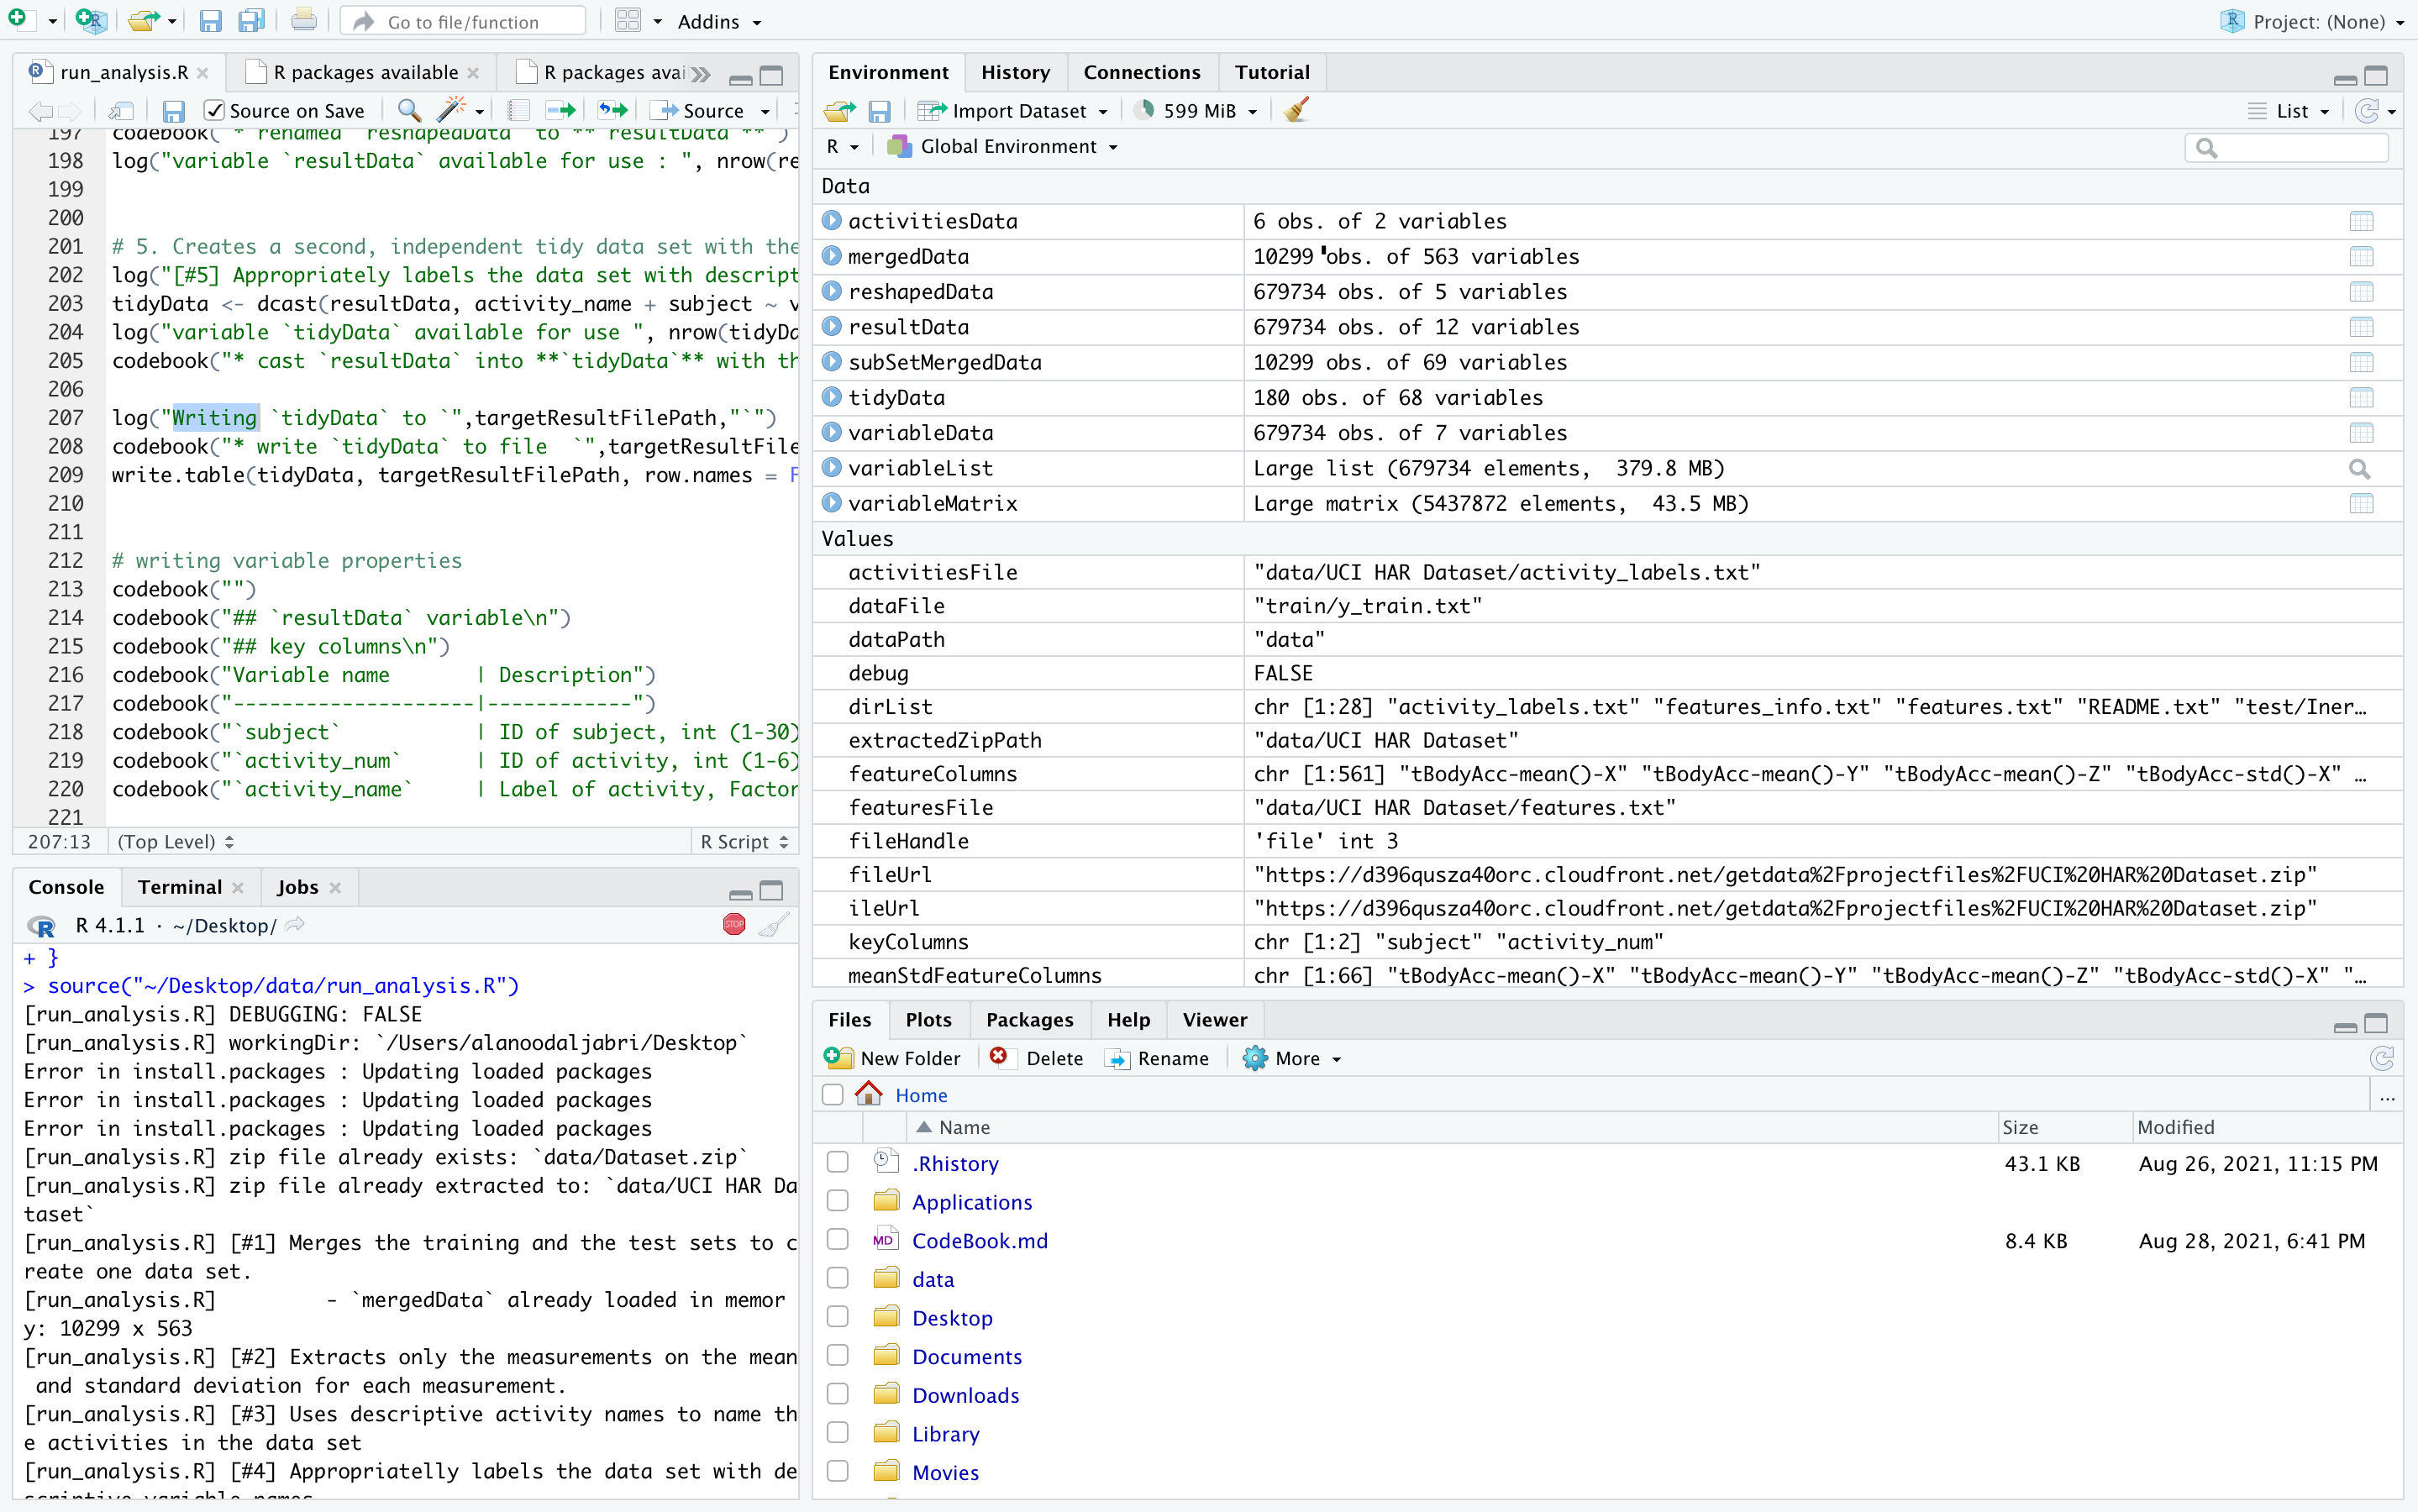 Go to file/function
Addins
Project: (None)
run_analysis.R
R packages available
R packages avai
Source on Save
Source
197 codebook("* renamed `reshapedData` to **`resultData`**")
198 log("variable `resultData` available for use : ", nrow(re
199
200
201 # 5. Creates a second, independent tidy data set with the
202 log("[#5] Appropriately labels the data set with descript
203 tidyData <- dcast(resultData, activity_name + subject ~ v
204 log("variable `tidyData` available for use ", nrow(tidyDa
205 codebook("* cast `resultData` into **`tidyData`** with th
206
207 log("Writing `tidyData` to `",targetResultFilePath,"`")
208 codebook("* write `tidyData` to file  `",targetResultFile
209 write.table(tidyData, targetResultFilePath, row.names = F
210
211
212 # writing variable properties
213 codebook("")
214 codebook("## `resultData` variable\n")
215 codebook("## key columns\n")
216 codebook("Variable name       | Description")
217 codebook("--------------------|------------")
218 codebook("`subject`           | ID of subject, int (1-30)
219 codebook("`activity_num`      | ID of activity, int (1-6)
220 codebook("`activity_name`     | Label of activity, Factor
221
207:13 (Top Level) R Script
Console Terminal Jobs
R 4.1.1 · ~/Desktop/
STOP
+ }
> source("~/Desktop/data/run_analysis.R")
[run_analysis.R] DEBUGGING: FALSE
[run_analysis.R] workingDir: `/Users/alanoodaljabri/Desktop`
Error in install.packages : Updating loaded packages
Error in install.packages : Updating loaded packages
Error in install.packages : Updating loaded packages
[run_analysis.R] zip file already exists: `data/Dataset.zip`
[run_analysis.R] zip file already extracted to: `data/UCI HAR Da
taset`
[run_analysis.R] [#1] Merges the training and the test sets to c
reate one data set.
[run_analysis.R]         - `mergedData` already loaded in memor
y: 10299 x 563
[run_analysis.R] [#2] Extracts only the measurements on the mean
 and standard deviation for each measurement.
[run_analysis.R] [#3] Uses descriptive activity names to name th
e activities in the data set
[run_analysis.R] [#4] Appropriatelly labels the data set with de
scriptive variable names
Environment History Connections Tutorial
Import Dataset 599 MiB List
R Global Environment
Data
activitiesData 6 obs. of 2 variables
mergedData 10299 obs. of 563 variables
reshapedData 679734 obs. of 5 variables
resultData 679734 obs. of 12 variables
subSetMergedData 10299 obs. of 69 variables
tidyData 180 obs. of 68 variables
variableData 679734 obs. of 7 variables
variableList Large list (679734 elements,  379.8 MB)
variableMatrix Large matrix (5437872 elements,  43.5 MB)
Values
activitiesFile "data/UCI HAR Dataset/activity_labels.txt"
dataFile "train/y_train.txt"
dataPath "data"
debug FALSE
dirList chr [1:28] "activity_labels.txt" "features_info.txt" "features.txt" "README.txt" "test/Iner…
extractedZipPath "data/UCI HAR Dataset"
featureColumns chr [1:561] "tBodyAcc-mean()-X" "tBodyAcc-mean()-Y" "tBodyAcc-mean()-Z" "tBodyAcc-std()-X" …
featuresFile "data/UCI HAR Dataset/features.txt"
fileHandle 'file' int 3
fileUrl "https://d396qusza40orc.cloudfront.net/getdata%2Fprojectfiles%2FUCI%20HAR%20Dataset.zip"
ileUrl "https://d396qusza40orc.cloudfront.net/getdata%2Fprojectfiles%2FUCI%20HAR%20Dataset.zip"
keyColumns chr [1:2] "subject" "activity_num"
meanStdFeatureColumns chr [1:66] "tBodyAcc-mean()-X" "tBodyAcc-mean()-Y" "tBodyAcc-mean()-Z" "tBodyAcc-std()-X" "…
Files Plots Packages Help Viewer
New Folder Delete Rename More
Home ...
Name Size Modified
.Rhistory 43.1 KB Aug 26, 2021, 11:15 PM
Applications
MD CodeBook.md 8.4 KB Aug 28, 2021, 6:41 PM
data
Desktop
Documents
Downloads
Library
Movies